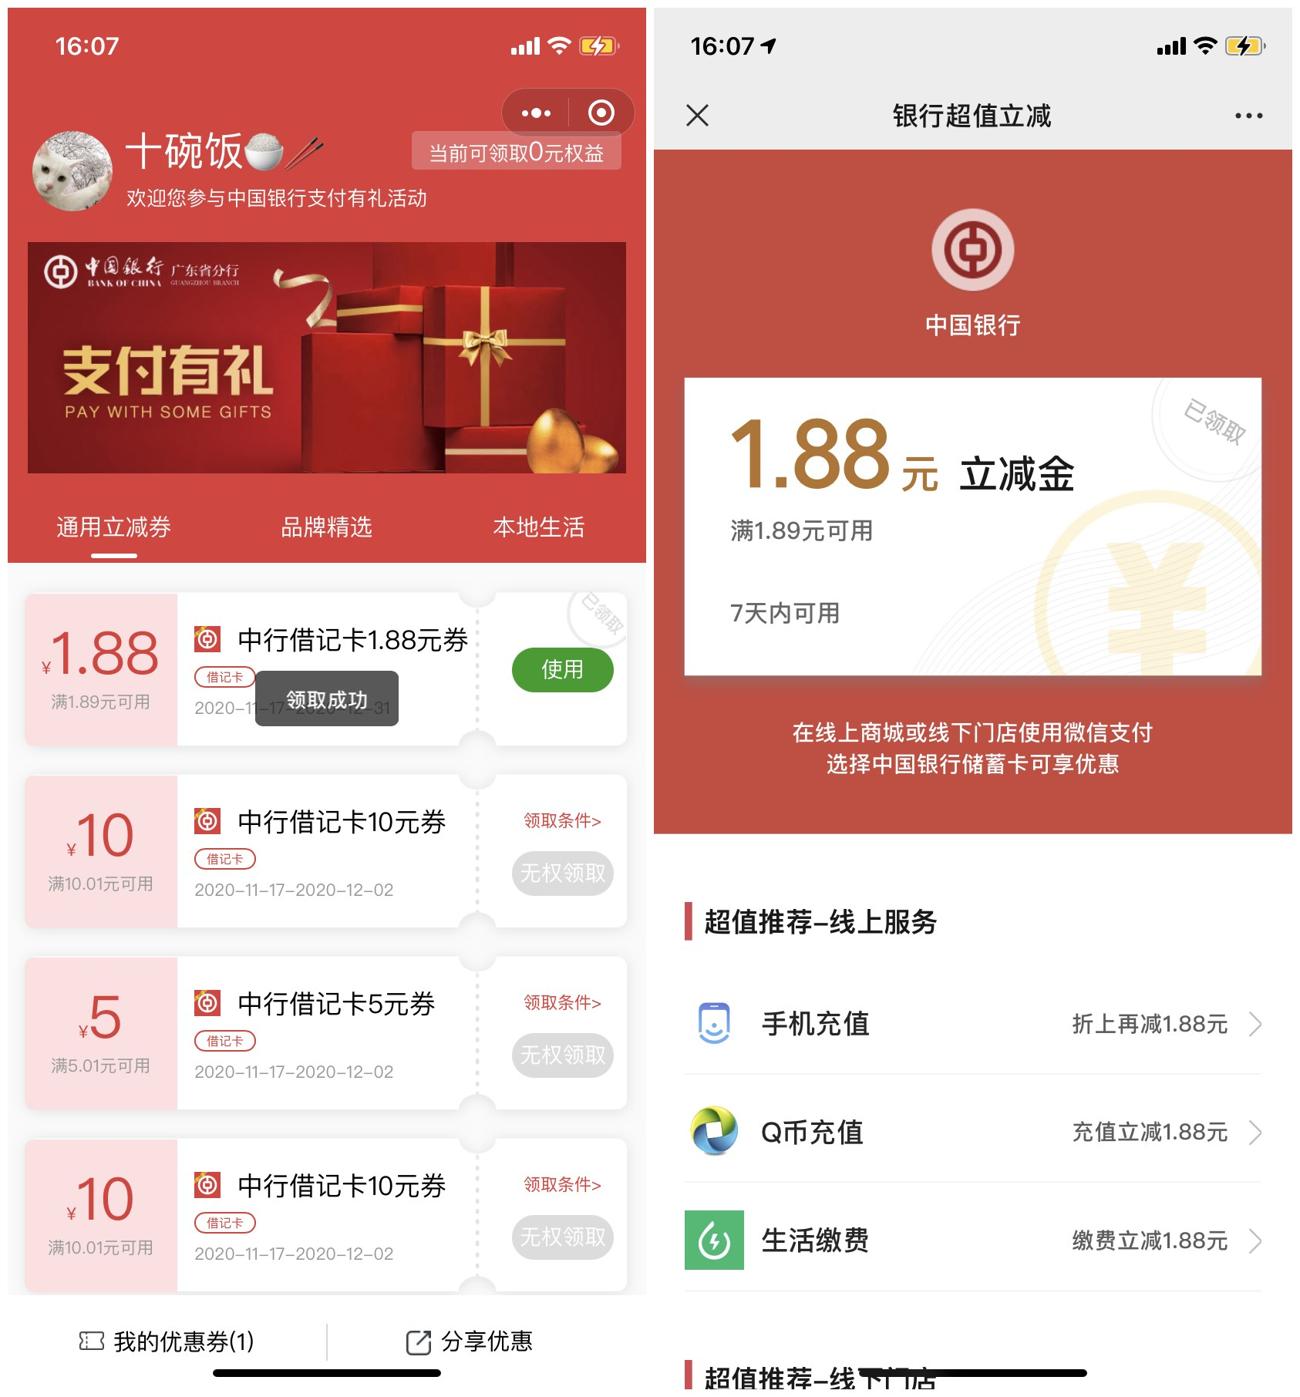 16:07
十碗饭
当前可领取0元权益
欢迎您参与中国银行支付有礼活动
中国銀行 广东省分行
BANK OF CHINA GUANGZHOU BRANCH
支付有礼
PAY WITH SOME GIFTS
通用立减券 品牌精选 本地生活
¥1.88
满1.89元可用
中行借记卡1.88元券
借记卡
2020-11-17-2020-12-31
领取成功
已领取
使用
¥10
满10.01元可用
中行借记卡10元券
借记卡
2020-11-17-2020-12-02
领取条件>
无权领取
¥5
满5.01元可用
中行借记卡5元券
借记卡
2020-11-17-2020-12-02
领取条件>
无权领取
¥10
满10.01元可用
中行借记卡10元券
借记卡
2020-11-17-2020-12-02
领取条件>
无权领取
我的优惠券(1) 分享优惠
16:07
银行超值立减
中国银行
已领取
1.88元 立减金
满1.89元可用
7天内可用
¥
在线上商城或线下门店使用微信支付
选择中国银行储蓄卡可享优惠
超值推荐-线上服务
手机充值 折上再减1.88元
Q币充值 充值立减1.88元
生活缴费 缴费立减1.88元
超值推荐-线下门店